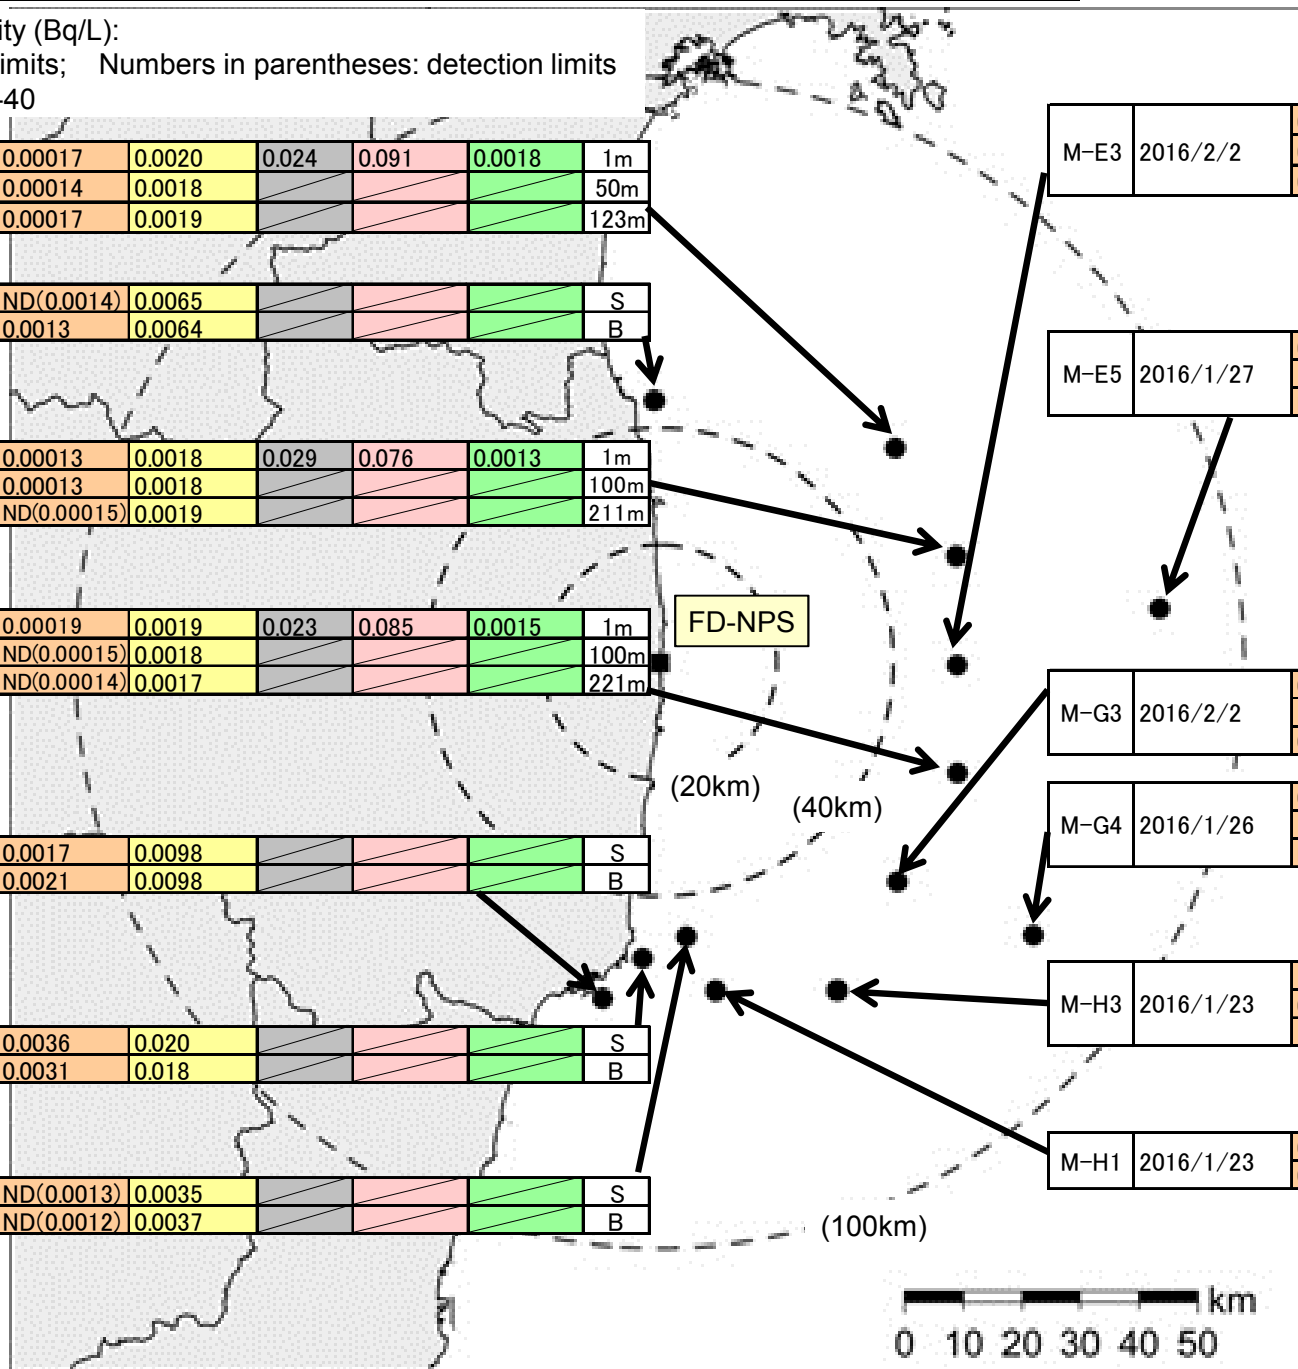 ity (Bq/L):
imits; Numbers in parentheses: detection limits
-40
0.00017 0.0020 0.024 0.091 0.0018 1m
0.00014 0.0018 50m
0.00017 0.0019 123m
M-E3 2016/2/2
ND(0.0014) 0.0065 S
0.0013 0.0064 B
M-E5 2016/1/27
0.00013 0.0018 0.029 0.076 0.0013 1m
0.00013 0.0018 100m
ND(0.00015) 0.0019 211m
0.00019 0.0019 0.023 0.085 0.0015 1m
ND(0.00015) 0.0018 100m
ND(0.00014) 0.0017 221m
FD-NPS
M-G3 2016/2/2
(20km)
(40km)
M-G4 2016/1/26
0.0017 0.0098 S
0.0021 0.0098 B
M-H3 2016/1/23
0.0036 0.020 S
0.0031 0.018 B
M-H1 2016/1/23
ND(0.0013) 0.0035 S
ND(0.0012) 0.0037 B
(100km)
km
0 10 20 30 40 50